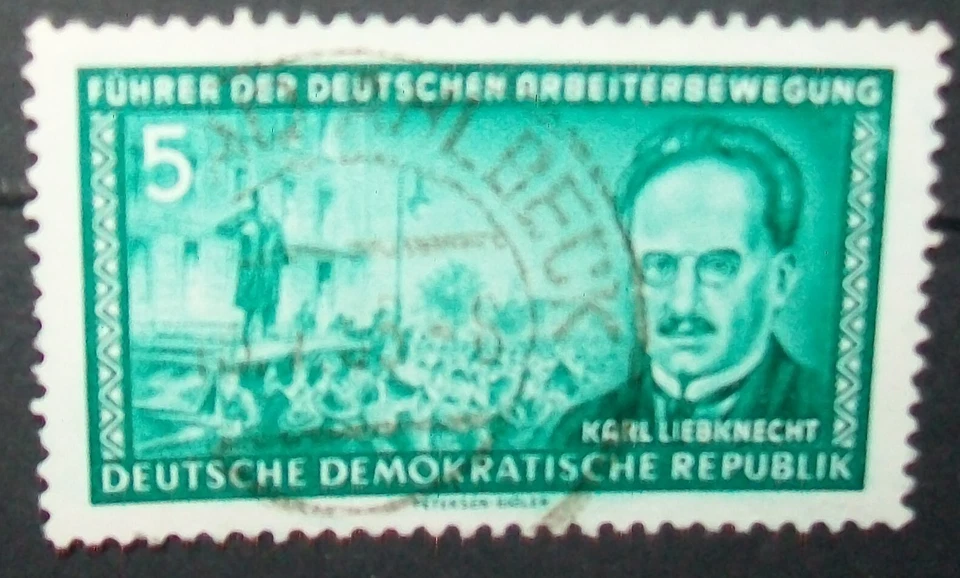 FÜHRER DER DEUTSCHEN ARBEITERBEWEGUNG
5
KARL LIEBKNECHT
DEUTSCHE DEMOKRATISCHE REPUBLIK